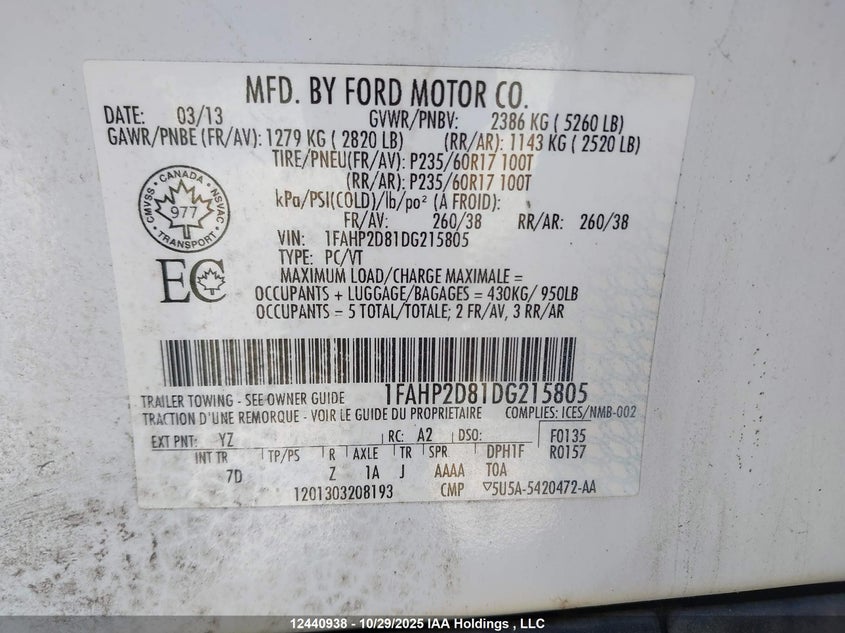 MFD. BY FORD MOTOR CO.
DATE: 03/13 GVWR/PNBV: 2386 KG ( 5260 LB)
GAWR/PNBE (FR/AV): 1279 KG ( 2820 LB) (RR/AR): 1143 KG ( 2520 LB)
TIRE/PNEU(FR/AV): P235/60R17 100T
(RR/AR): P235/60R17 100T
kPa/PSI(COLD)/lb/po² (À FROID):
FR/AV: 260/38 RR/AR: 260/38
CANADA
CMVSS 977 NSVAC
TRANSPORT
VIN: 1FAHP2D81DG215805
TYPE: PC/VT
EC
MAXIMUM LOAD/CHARGE MAXIMALE =
OCCUPANTS + LUGGAGE/BAGAGES = 430KG/ 950LB
OCCUPANTS = 5 TOTAL/TOTALE; 2 FR/AV, 3 RR/AR
TRAILER TOWING - SEE OWNER GUIDE 1FAHP2D81DG215805
TRACTION D'UNE REMORQUE - VOIR LE GUIDE DU PROPRIETAIRE COMPLIES: ICES/NMB-002
EXT PNT: YZ RC: A2 DSO: F0135
INT TR TP/PS R AXLE TR SPR DPH1F R0157
7D Z 1A J AAAA T0A
1201303208193 CMP 5U5A-5420472-AA
12440938 - 10/29/2025 IAA Holdings , LLC